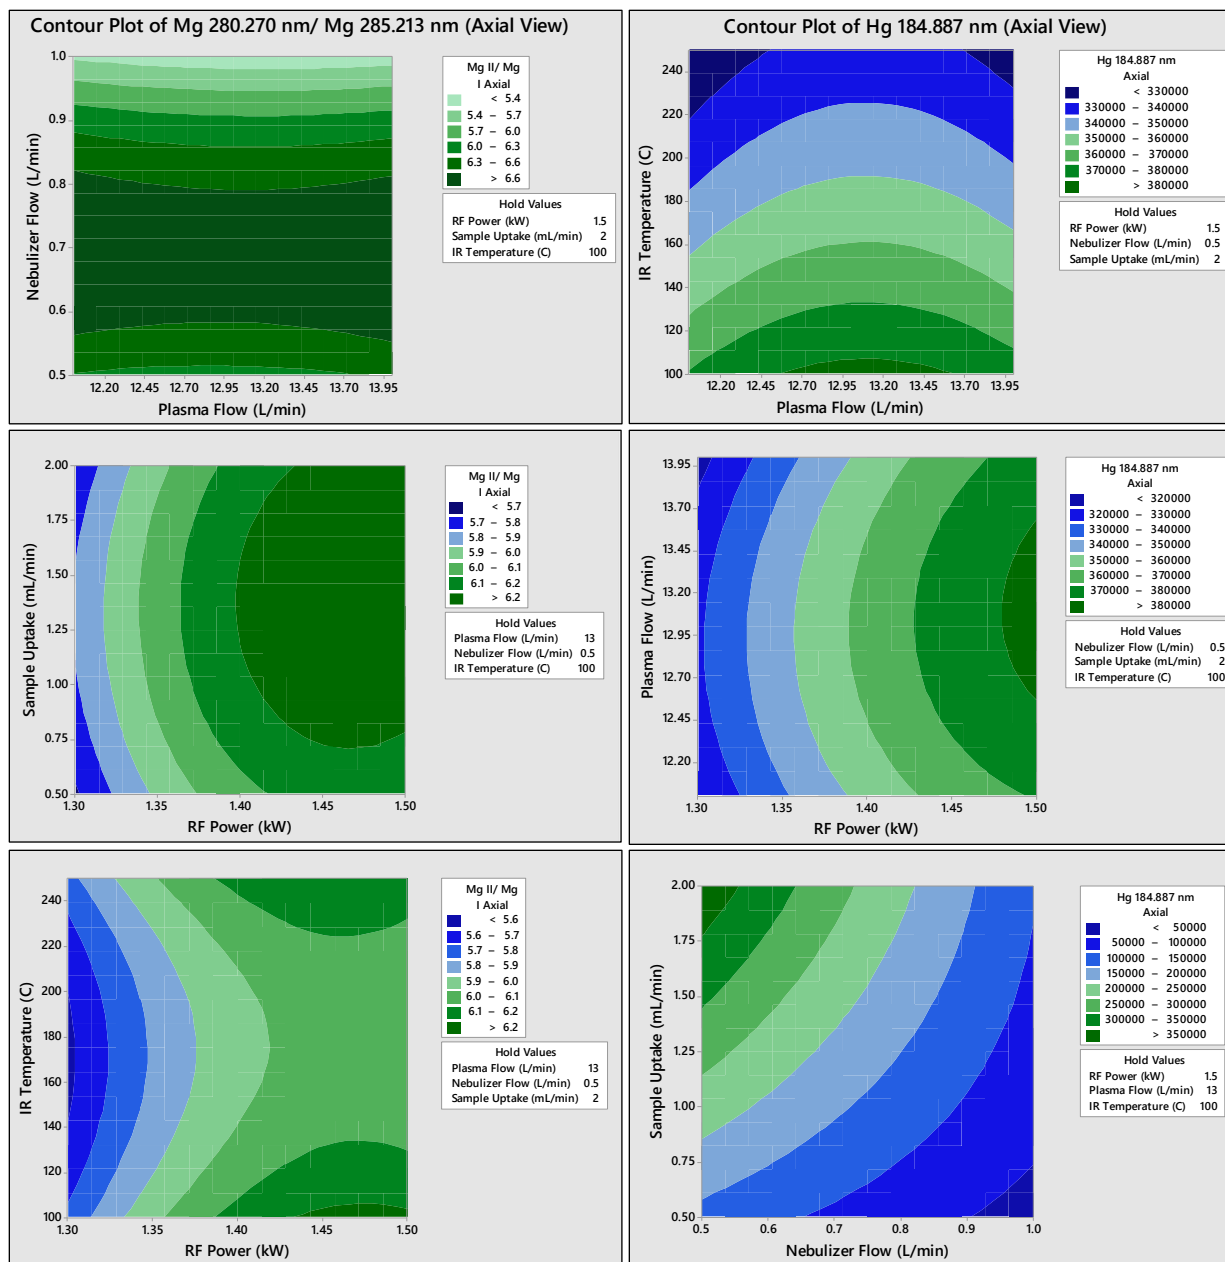 Contour Plot of Mg 280.270 nm/ Mg 285.213 nm (Axial View)
1.0
0.9
0.8
0.7
0.6
0.5
Nebulizer Flow (L/min)
12.20 12.45 12.70 12.95 13.20 13.45 13.70 13.95
Plasma Flow (L/min)
Mg II/ Mg
I Axial
< 5.4
5.4 – 5.7
5.7 – 6.0
6.0 – 6.3
6.3 – 6.6
> 6.6
Hold Values
RF Power (kW) 1.5
Sample Uptake (mL/min) 2
IR Temperature (C) 100
Contour Plot of Hg 184.887 nm (Axial View)
240
220
200
180
160
140
120
100
IR Temperature (C)
12.20 12.45 12.70 12.95 13.20 13.45 13.70 13.95
Plasma Flow (L/min)
Hg 184.887 nm
Axial
< 330000
330000 – 340000
340000 – 350000
350000 – 360000
360000 – 370000
370000 – 380000
> 380000
Hold Values
RF Power (kW) 1.5
Nebulizer Flow (L/min) 0.5
Sample Uptake (mL/min) 2
2.00
1.75
1.50
1.25
1.00
0.75
0.50
Sample Uptake (mL/min)
1.30 1.35 1.40 1.45 1.50
RF Power (kW)
Mg II/ Mg
I Axial
< 5.7
5.7 – 5.8
5.8 – 5.9
5.9 – 6.0
6.0 – 6.1
6.1 – 6.2
> 6.2
Hold Values
Plasma Flow (L/min) 13
Nebulizer Flow (L/min) 0.5
IR Temperature (C) 100
13.95
13.70
13.45
13.20
12.95
12.70
12.45
12.20
Plasma Flow (L/min)
1.30 1.35 1.40 1.45 1.50
RF Power (kW)
Hg 184.887 nm
Axial
< 320000
320000 – 330000
330000 – 340000
340000 – 350000
350000 – 360000
360000 – 370000
370000 – 380000
> 380000
Hold Values
Nebulizer Flow (L/min) 0.5
Sample Uptake (mL/min) 2
IR Temperature (C) 100
240
220
200
180
160
140
120
100
IR Temperature (C)
1.30 1.35 1.40 1.45 1.50
RF Power (kW)
Mg II/ Mg
I Axial
< 5.6
5.6 – 5.7
5.7 – 5.8
5.8 – 5.9
5.9 – 6.0
6.0 – 6.1
6.1 – 6.2
> 6.2
Hold Values
Plasma Flow (L/min) 13
Nebulizer Flow (L/min) 0.5
Sample Uptake (mL/min) 2
2.00
1.75
1.50
1.25
1.00
0.75
0.50
Sample Uptake (mL/min)
0.5 0.6 0.7 0.8 0.9 1.0
Nebulizer Flow (L/min)
Hg 184.887 nm
Axial
< 50000
50000 – 100000
100000 – 150000
150000 – 200000
200000 – 250000
250000 – 300000
300000 – 350000
> 350000
Hold Values
RF Power (kW) 1.5
Plasma Flow (L/min) 13
IR Temperature (C) 100